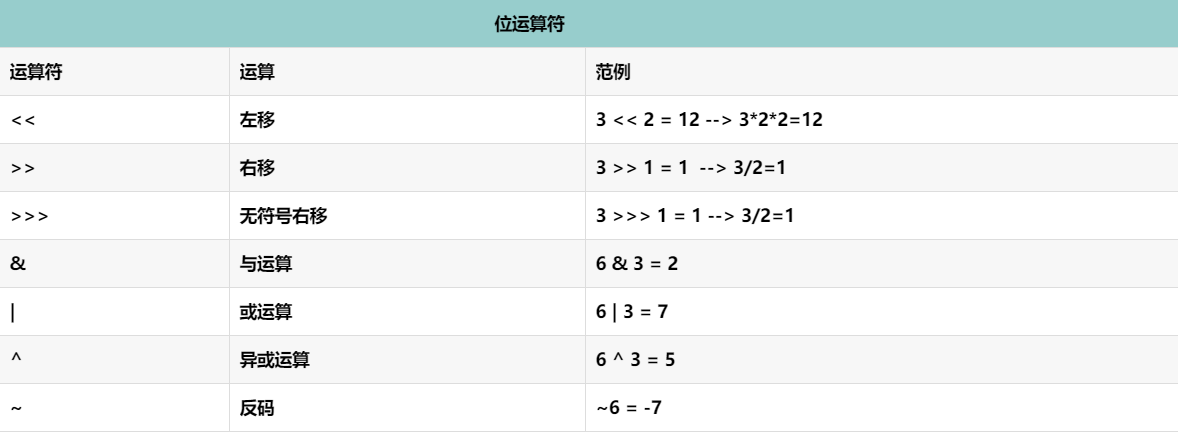 位运算符
运算符 运算 范例
<< 左移 3 << 2 = 12 --> 3*2*2=12
>> 右移 3 >> 1 = 1 --> 3/2=1
>>> 无符号右移 3 >>> 1 = 1 --> 3/2=1
& 与运算 6 & 3 = 2
| 或运算 6 | 3 = 7
^ 异或运算 6 ^ 3 = 5
~ 反码 ~6 = -7